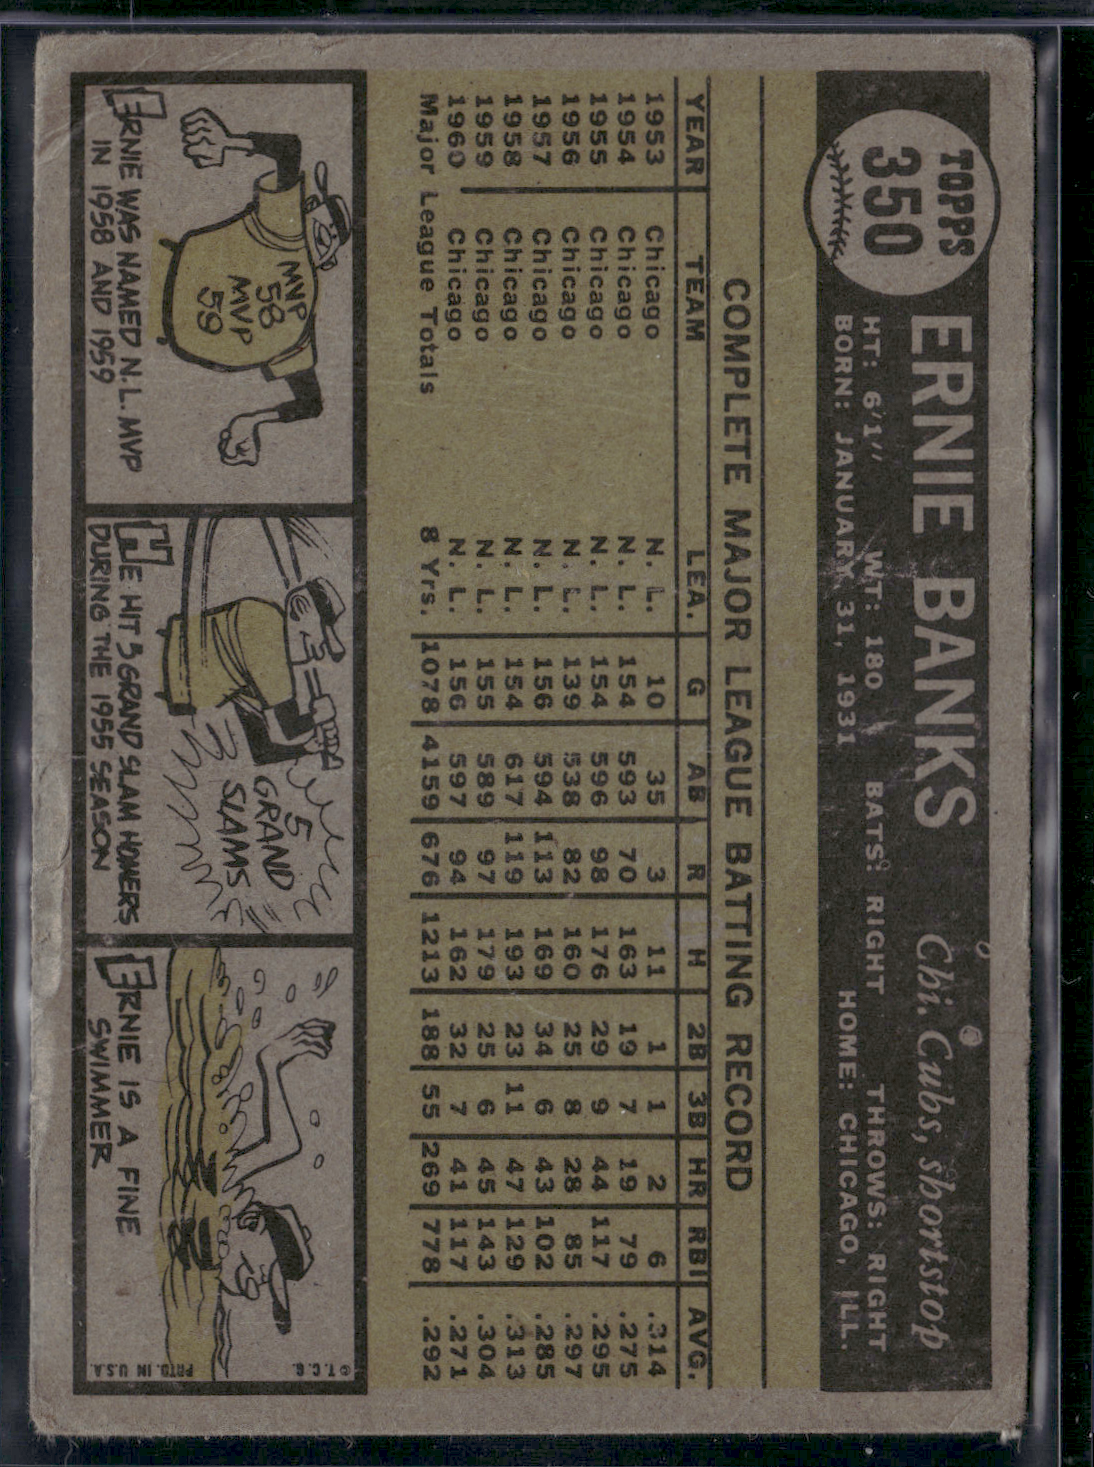 TOPPS
350
ERNIE BANKS Chi. Cubs, shortstop
HT: 6'1" WT: 180 BATS: RIGHT THROWS: RIGHT
BORN: JANUARY 31, 1931 HOME: CHICAGO, ILL.
COMPLETE MAJOR LEAGUE BATTING RECORD
YEAR TEAM LEA. G AB R H 2B 3B HR RBI AVG.
1953 Chicago N. L. 10 35 3 11 1 1 2 6 .314
1954 Chicago N. L. 154 593 70 163 19 7 19 79 .275
1955 Chicago N. L. 154 596 98 176 29 9 44 117 .295
1956 Chicago N. L. 139 538 82 160 25 8 28 85 .297
1957 Chicago N. L. 156 594 113 169 34 6 43 102 .285
1958 Chicago N. L. 154 617 119 193 23 11 47 129 .313
1959 Chicago N. L. 155 589 97 179 25 6 45 143 .304
1960 Chicago N. L. 156 597 94 162 32 7 41 117 .271
Major League Totals 8 Yrs. 1078 4159 676 1213 188 55 269 778 .292
MVP
58
MVP
59
ERNIE WAS NAMED N.L. MVP
IN 1958 AND 1959
5
GRAND
SLAMS
HE HIT 5 GRAND SLAM HOMERS
DURING THE 1955 SEASON
ERNIE IS A FINE
SWIMMER
© T.C.G.
PRTD. IN U.S.A.